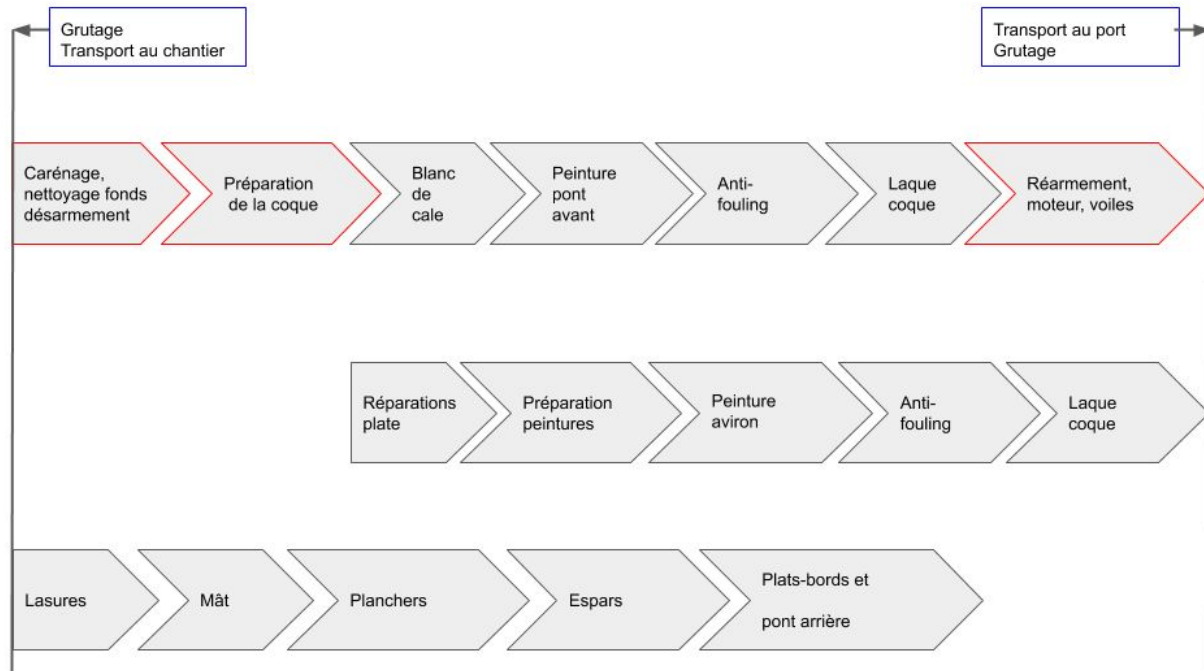 Grutage
Transport au chantier
Transport au port
Grutage
Carénage,
nettoyage fonds
désarmement
Préparation
de la coque
Blanc
de
cale
Peinture
pont
avant
Anti-
fouling
Laque
coque
Réarmement,
moteur, voiles
Réparations
plate
Préparation
peintures
Peinture
aviron
Anti-
fouling
Laque
coque
Lasures
Mât
Planchers
Espars
Plats-bords et
pont arrière